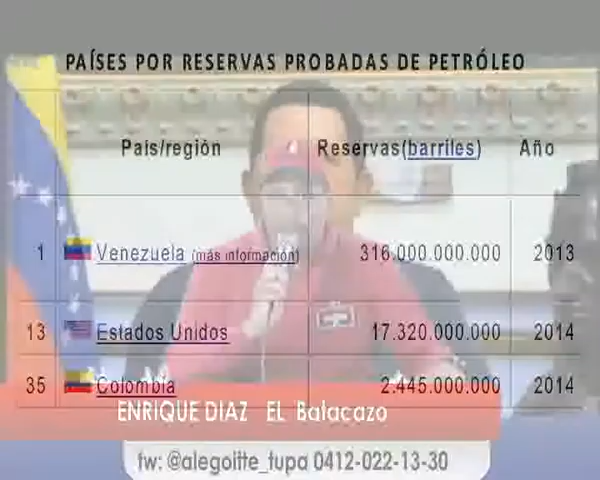 PAÍSES POR RESERVAS PROBADAS DE PETRÓLEO
País/región Reservas(barriles) Año
1 Venezuela (más información) 316.000.000.000 2013
13 Estados Unidos 17.320.000.000 2014
35 Colombia 2.445.000.000 2014
ENRIQUE DIAZ EL Batacazo
tw: @alegoitte_tupa 0412-022-13-30